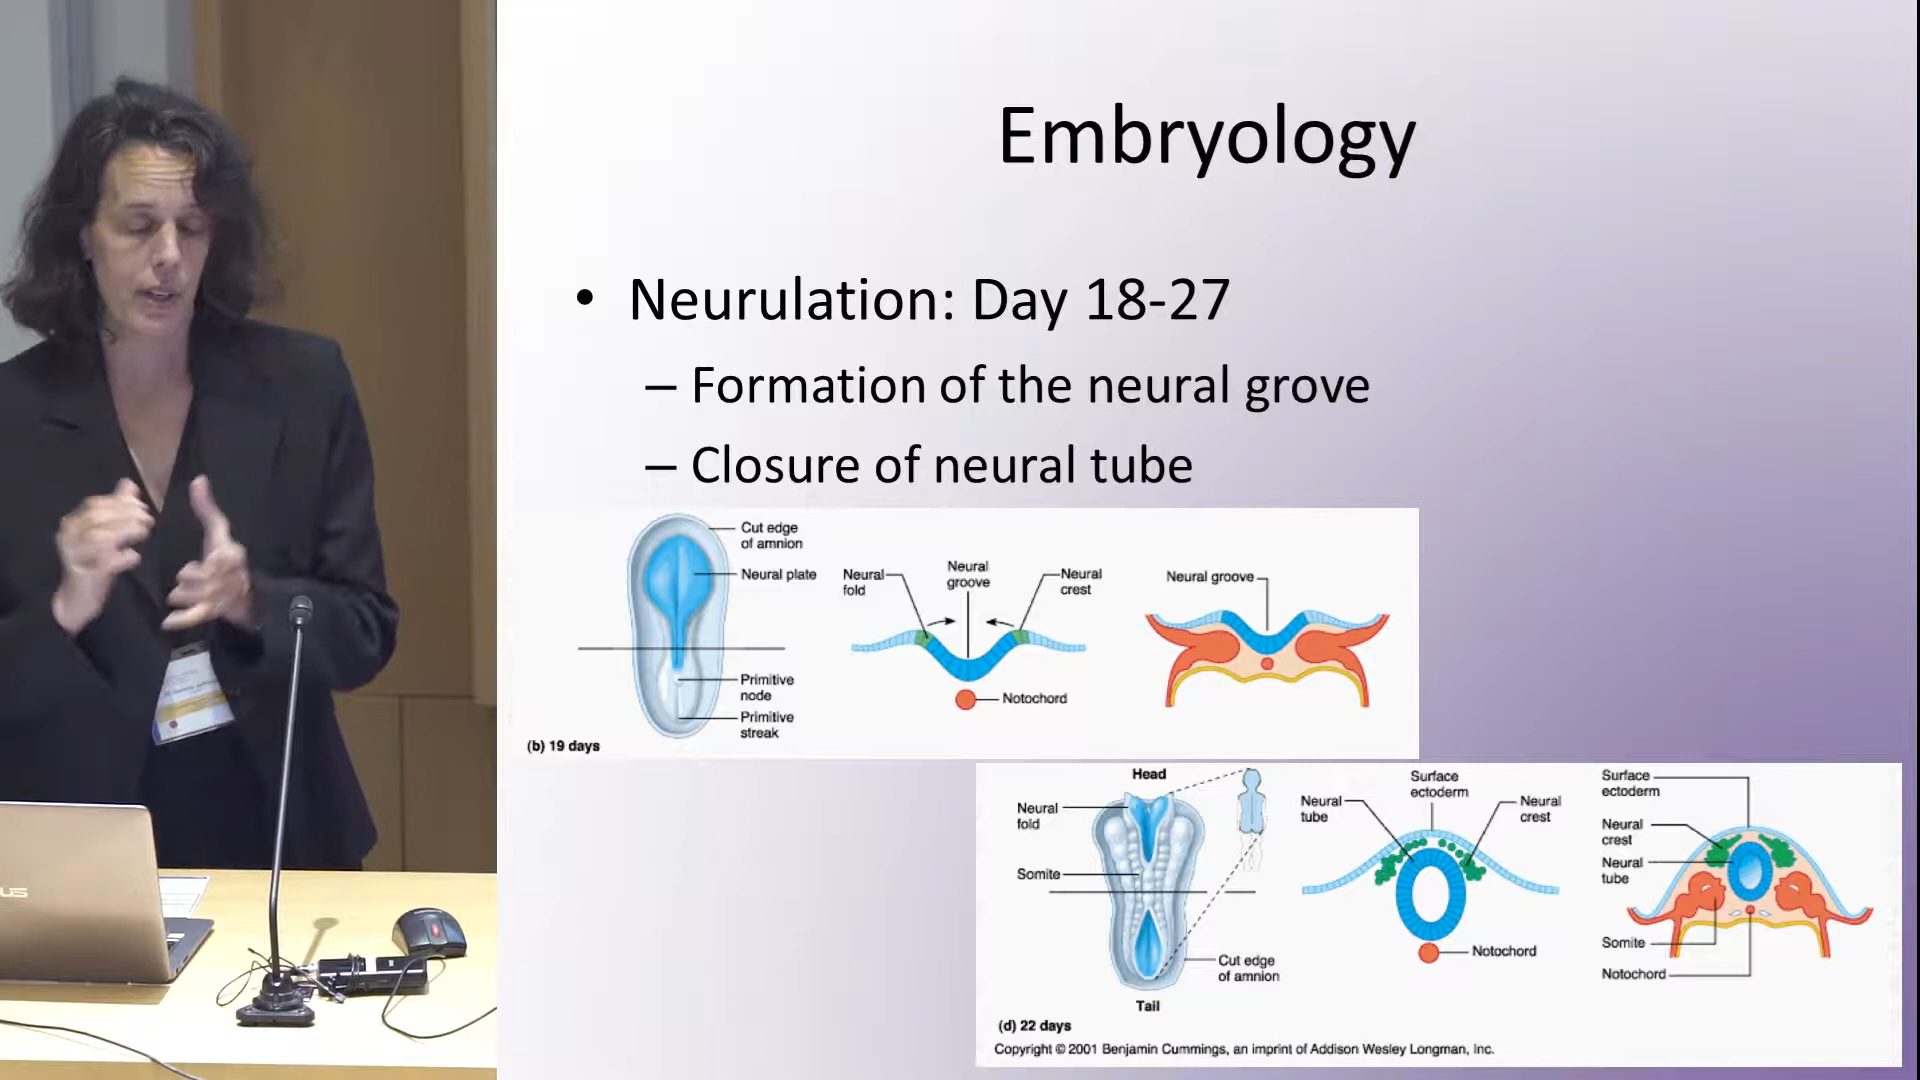 Embryology
• Neurulation: Day 18-27
– Formation of the neural grove
– Closure of neural tube
Cut edge
of amnion
Neural plate
Primitive
node
Primitive
streak
(b) 19 days
Neural
fold
Neural
groove
Neural
crest
Notochord
Neural groove
Head
Neural
fold
Somite
Cut edge
of amnion
Tail
(d) 22 days
Neural
tube
Surface
ectoderm
Neural
crest
Notochord
Surface
ectoderm
Neural
crest
Neural
tube
Somite
Notochord
Copyright © 2001 Benjamin Cummings, an imprint of Addison Wesley Longman, Inc.